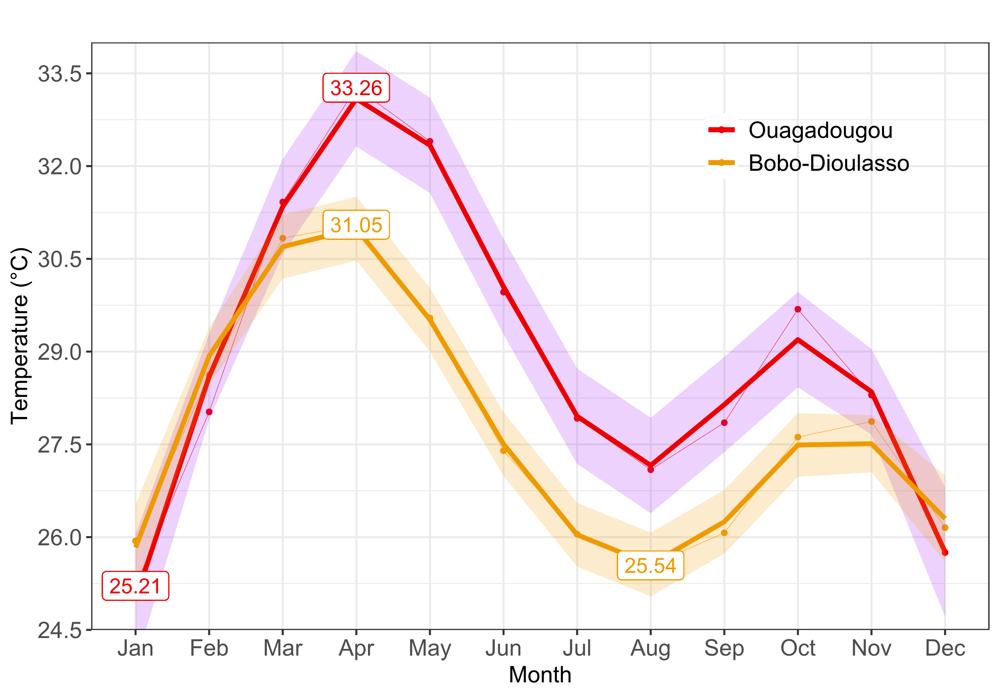 33.5
32.0
30.5
29.0
27.5
26.0
24.5
Temperature (°C)
33.26
31.05
25.21
25.54
Ouagadougou
Bobo-Dioulasso
Jan Feb Mar Apr May Jun Jul Aug Sep Oct Nov Dec
Month